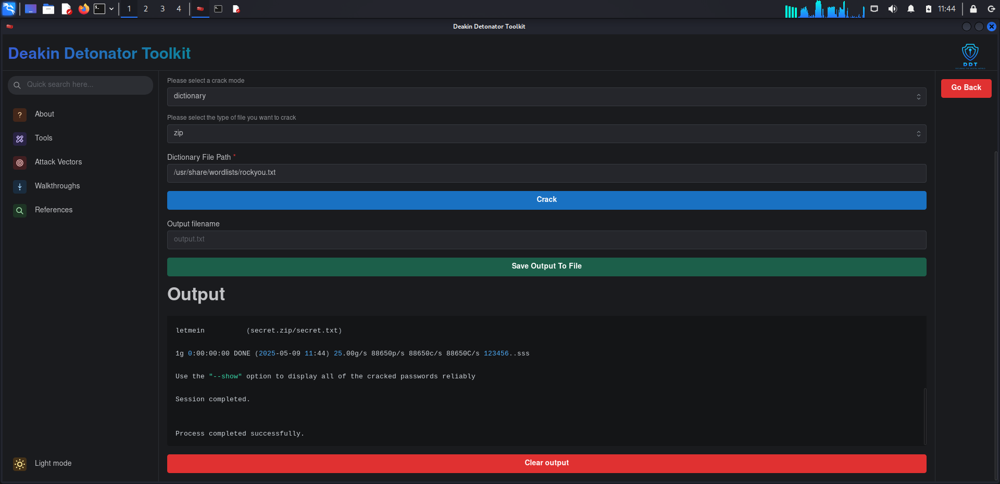 1 2 3 4
11:44
Deakin Detonator Toolkit
Deakin Detonator Toolkit
DDT
Quick search here...
About
Tools
Attack Vectors
Walkthroughs
References
Light mode
Please select a crack mode
dictionary
Please select the type of file you want to crack
zip
Dictionary File Path *
/usr/share/wordlists/rockyou.txt
Crack
Output filename
output.txt
Save Output To File
Output
letmein (secret.zip/secret.txt)
1g 0:00:00:00 DONE (2025-05-09 11:44) 25.00g/s 88650p/s 88650c/s 88650C/s 123456..sss
Use the "--show" option to display all of the cracked passwords reliably
Session completed.
Process completed successfully.
Clear output
Go Back